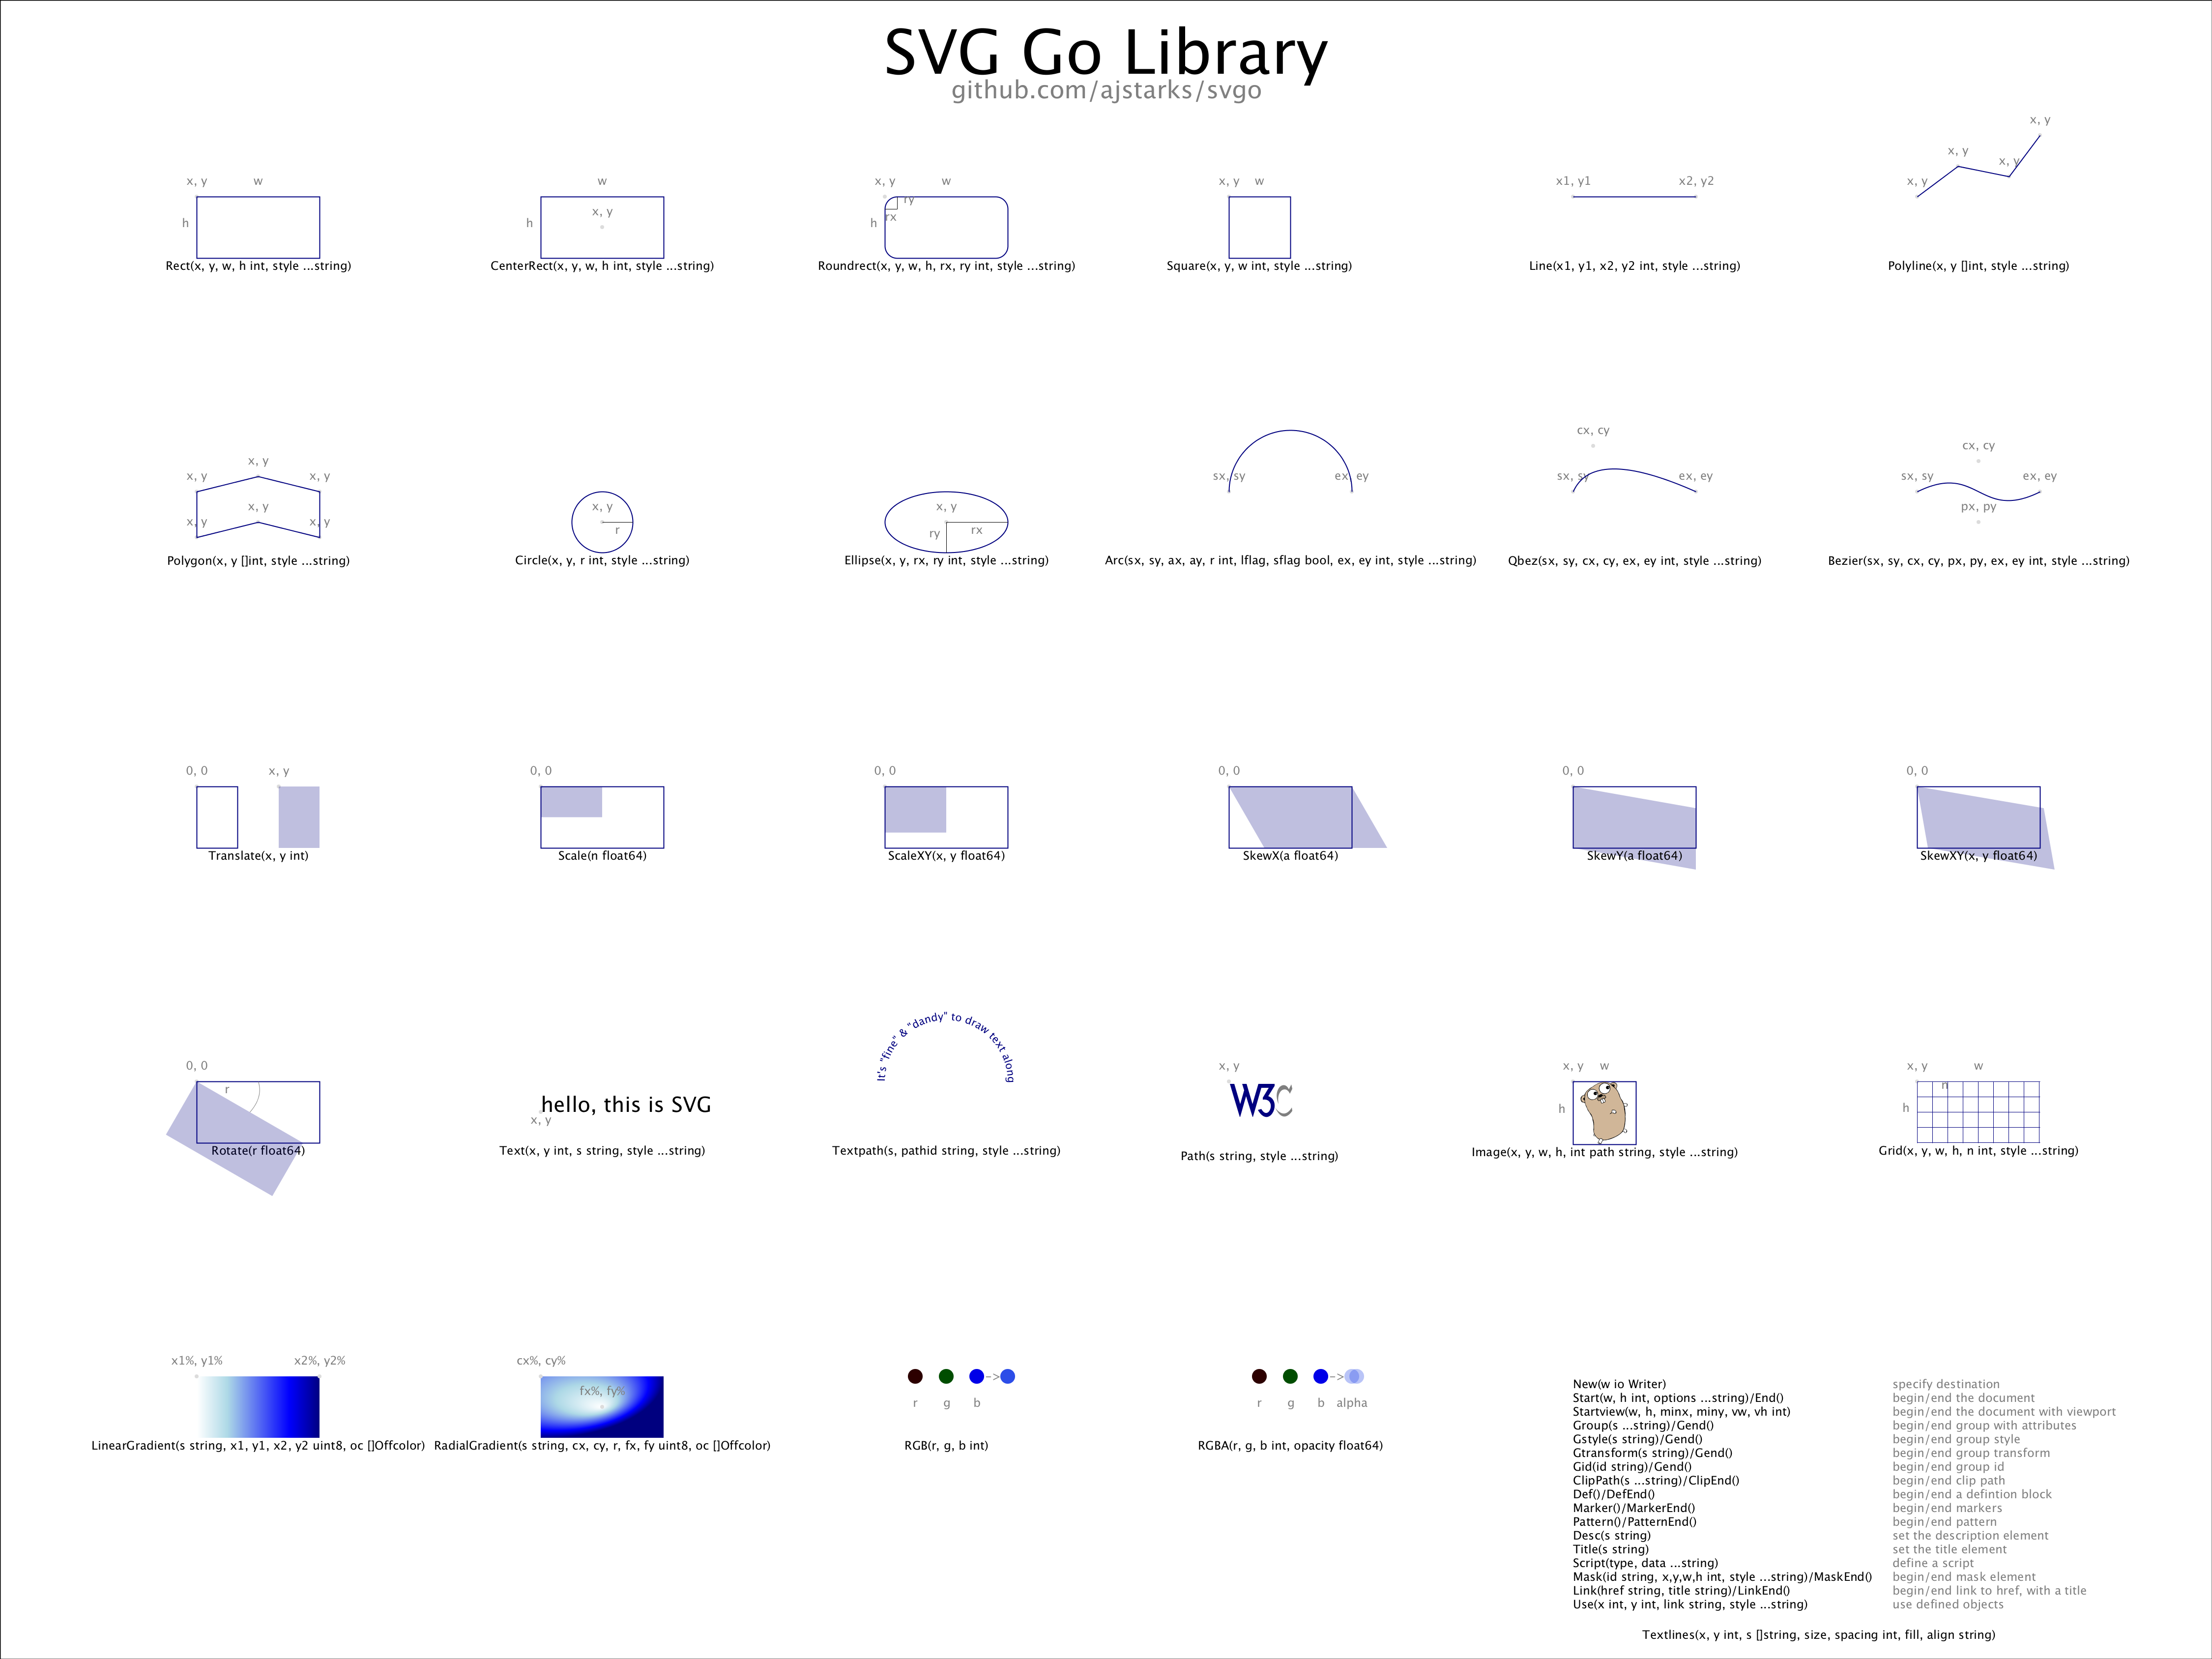 SVG Go Library
github.com/ajstarks/svgo
x, y
w
h
Rect(x, y, w, h int, style ...string)
w
h
x, y
CenterRect(x, y, w, h int, style ...string)
x, y
w
ry
rx
h
Roundrect(x, y, w, h, rx, ry int, style ...string)
x, y
w
Square(x, y, w int, style ...string)
x1, y1
x2, y2
Line(x1, y1, x2, y2 int, style ...string)
x, y
x, y
x, y
x, y
Polyline(x, y []int, style ...string)
x, y
x, y
x, y
x, y
x, y
x, y
Polygon(x, y []int, style ...string)
x, y
r
Circle(x, y, r int, style ...string)
x, y
ry
rx
Ellipse(x, y, rx, ry int, style ...string)
sx, sy
ex, ey
Arc(sx, sy, ax, ay, r int, lflag, sflag bool, ex, ey int, style ...string)
cx, cy
sx, sy
ex, ey
Qbez(sx, sy, cx, cy, ex, ey int, style ...string)
cx, cy
sx, sy
ex, ey
px, py
Bezier(sx, sy, cx, cy, px, py, ex, ey int, style ...string)
0, 0
x, y
Translate(x, y int)
0, 0
Scale(n float64)
0, 0
ScaleXY(x, y float64)
0, 0
SkewX(a float64)
0, 0
SkewY(a float64)
0, 0
SkewXY(x, y float64)
0, 0
r
Rotate(r float64)
hello, this is SVG
x, y
Text(x, y int, s string, style ...string)
It's "fine" & "dandy" to draw text along
Textpath(s, pathid string, style ...string)
x, y
W3C
Path(s string, style ...string)
x, y
w
h
Image(x, y, w, h, int path string, style ...string)
x, y
w
n
h
Grid(x, y, w, h, n int, style ...string)
x1%, y1%
x2%, y2%
LinearGradient(s string, x1, y1, x2, y2 uint8, oc []Offcolor)
cx%, cy%
fx%, fy%
RadialGradient(s string, cx, cy, r, fx, fy uint8, oc []Offcolor)
->
r g b
RGB(r, g, b int)
->
r g b alpha
RGBA(r, g, b int, opacity float64)
New(w io Writer) specify destination
Start(w, h int, options ...string)/End() begin/end the document
Startview(w, h, minx, miny, vw, vh int) begin/end the document with viewport
Group(s ...string)/Gend() begin/end group with attributes
Gstyle(s string)/Gend() begin/end group style
Gtransform(s string)/Gend() begin/end group transform
Gid(id string)/Gend() begin/end group id
ClipPath(s ...string)/ClipEnd() begin/end clip path
Def()/DefEnd() begin/end a defintion block
Marker()/MarkerEnd() begin/end markers
Pattern()/PatternEnd() begin/end pattern
Desc(s string) set the description element
Title(s string) set the title element
Script(type, data ...string) define a script
Mask(id string, x,y,w,h int, style ...string)/MaskEnd() begin/end mask element
Link(href string, title string)/LinkEnd() begin/end link to href, with a title
Use(x int, y int, link string, style ...string) use defined objects
Textlines(x, y int, s []string, size, spacing int, fill, align string)